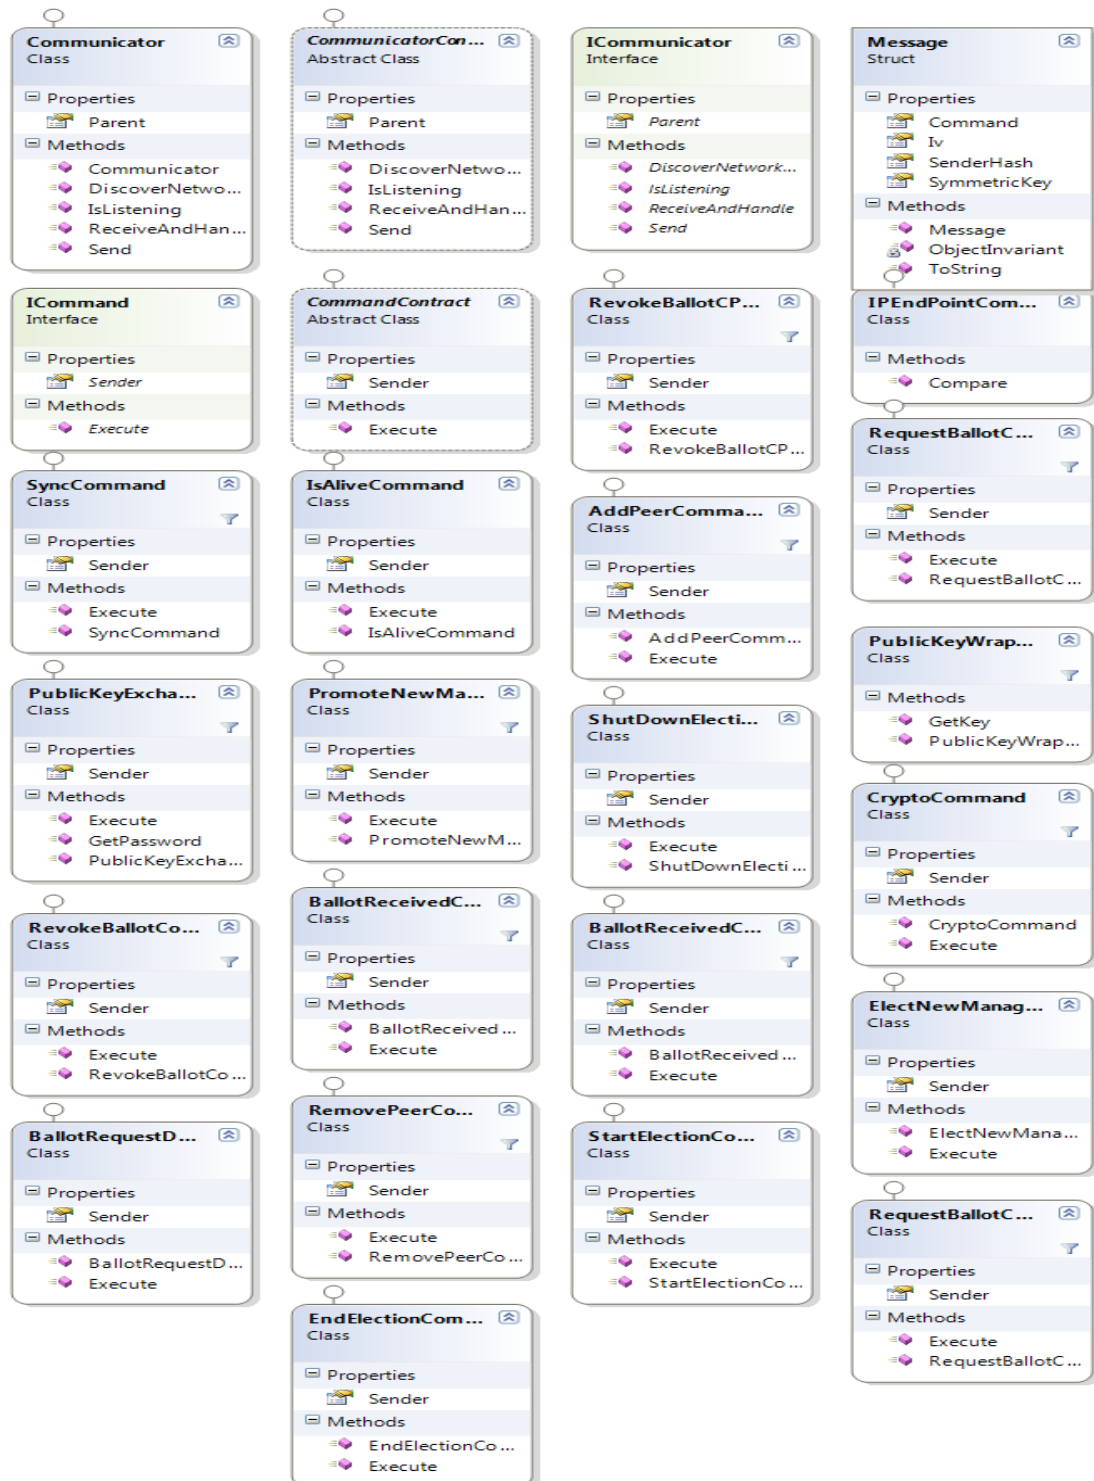 Communicator
Class
Properties
Parent
Methods
Communicator
DiscoverNetwo...
IsListening
ReceiveAndHan...
Send
ICommand
Interface
Properties
Sender
Methods
Execute
SyncCommand
Class
Properties
Sender
Methods
Execute
SyncCommand
PublicKeyExcha...
Class
Properties
Sender
Methods
Execute
GetPassword
PublicKeyExcha...
RevokeBallotCo...
Class
Properties
Sender
Methods
Execute
RevokeBallotCo...
BallotRequestD...
Class
Properties
Sender
Methods
BallotRequestD...
Execute
CommunicatorCon...
Abstract Class
Properties
Parent
Methods
DiscoverNetwo...
IsListening
ReceiveAndHan...
Send
CommandContract
Abstract Class
Properties
Sender
Methods
Execute
IsAliveCommand
Class
Properties
Sender
Methods
Execute
IsAliveCommand
PromoteNewMa...
Class
Properties
Sender
Methods
Execute
PromoteNewM...
BallotReceivedC...
Class
Properties
Sender
Methods
BallotReceived...
Execute
RemovePeerCo...
Class
Properties
Sender
Methods
Execute
RemovePeerCo...
EndElectionCom...
Class
Properties
Sender
Methods
EndElectionCo...
Execute
ICommunicator
Interface
Properties
Parent
Methods
DiscoverNetwork...
IsListening
ReceiveAndHandle
Send
RevokeBallotCP...
Class
Properties
Sender
Methods
Execute
RevokeBallotCP...
AddPeerComma...
Class
Properties
Sender
Methods
AddPeerComm...
Execute
ShutDownElecti...
Class
Properties
Sender
Methods
Execute
ShutDownElecti...
BallotReceivedC...
Class
Properties
Sender
Methods
BallotReceived...
Execute
StartElectionCo...
Class
Properties
Sender
Methods
Execute
StartElectionCo...
Message
Struct
Properties
Command
Iv
SenderHash
SymmetricKey
Methods
Message
ObjectInvariant
ToString
IPEndPointCom...
Class
Methods
Compare
RequestBallotC...
Class
Properties
Sender
Methods
Execute
RequestBallotC...
PublicKeyWrap...
Class
Methods
GetKey
PublicKeyWrap...
CryptoCommand
Class
Properties
Sender
Methods
CryptoCommand
Execute
ElectNewManag...
Class
Properties
Sender
Methods
ElectNewMana...
Execute
RequestBallotC...
Class
Properties
Sender
Methods
Execute
RequestBallotC...